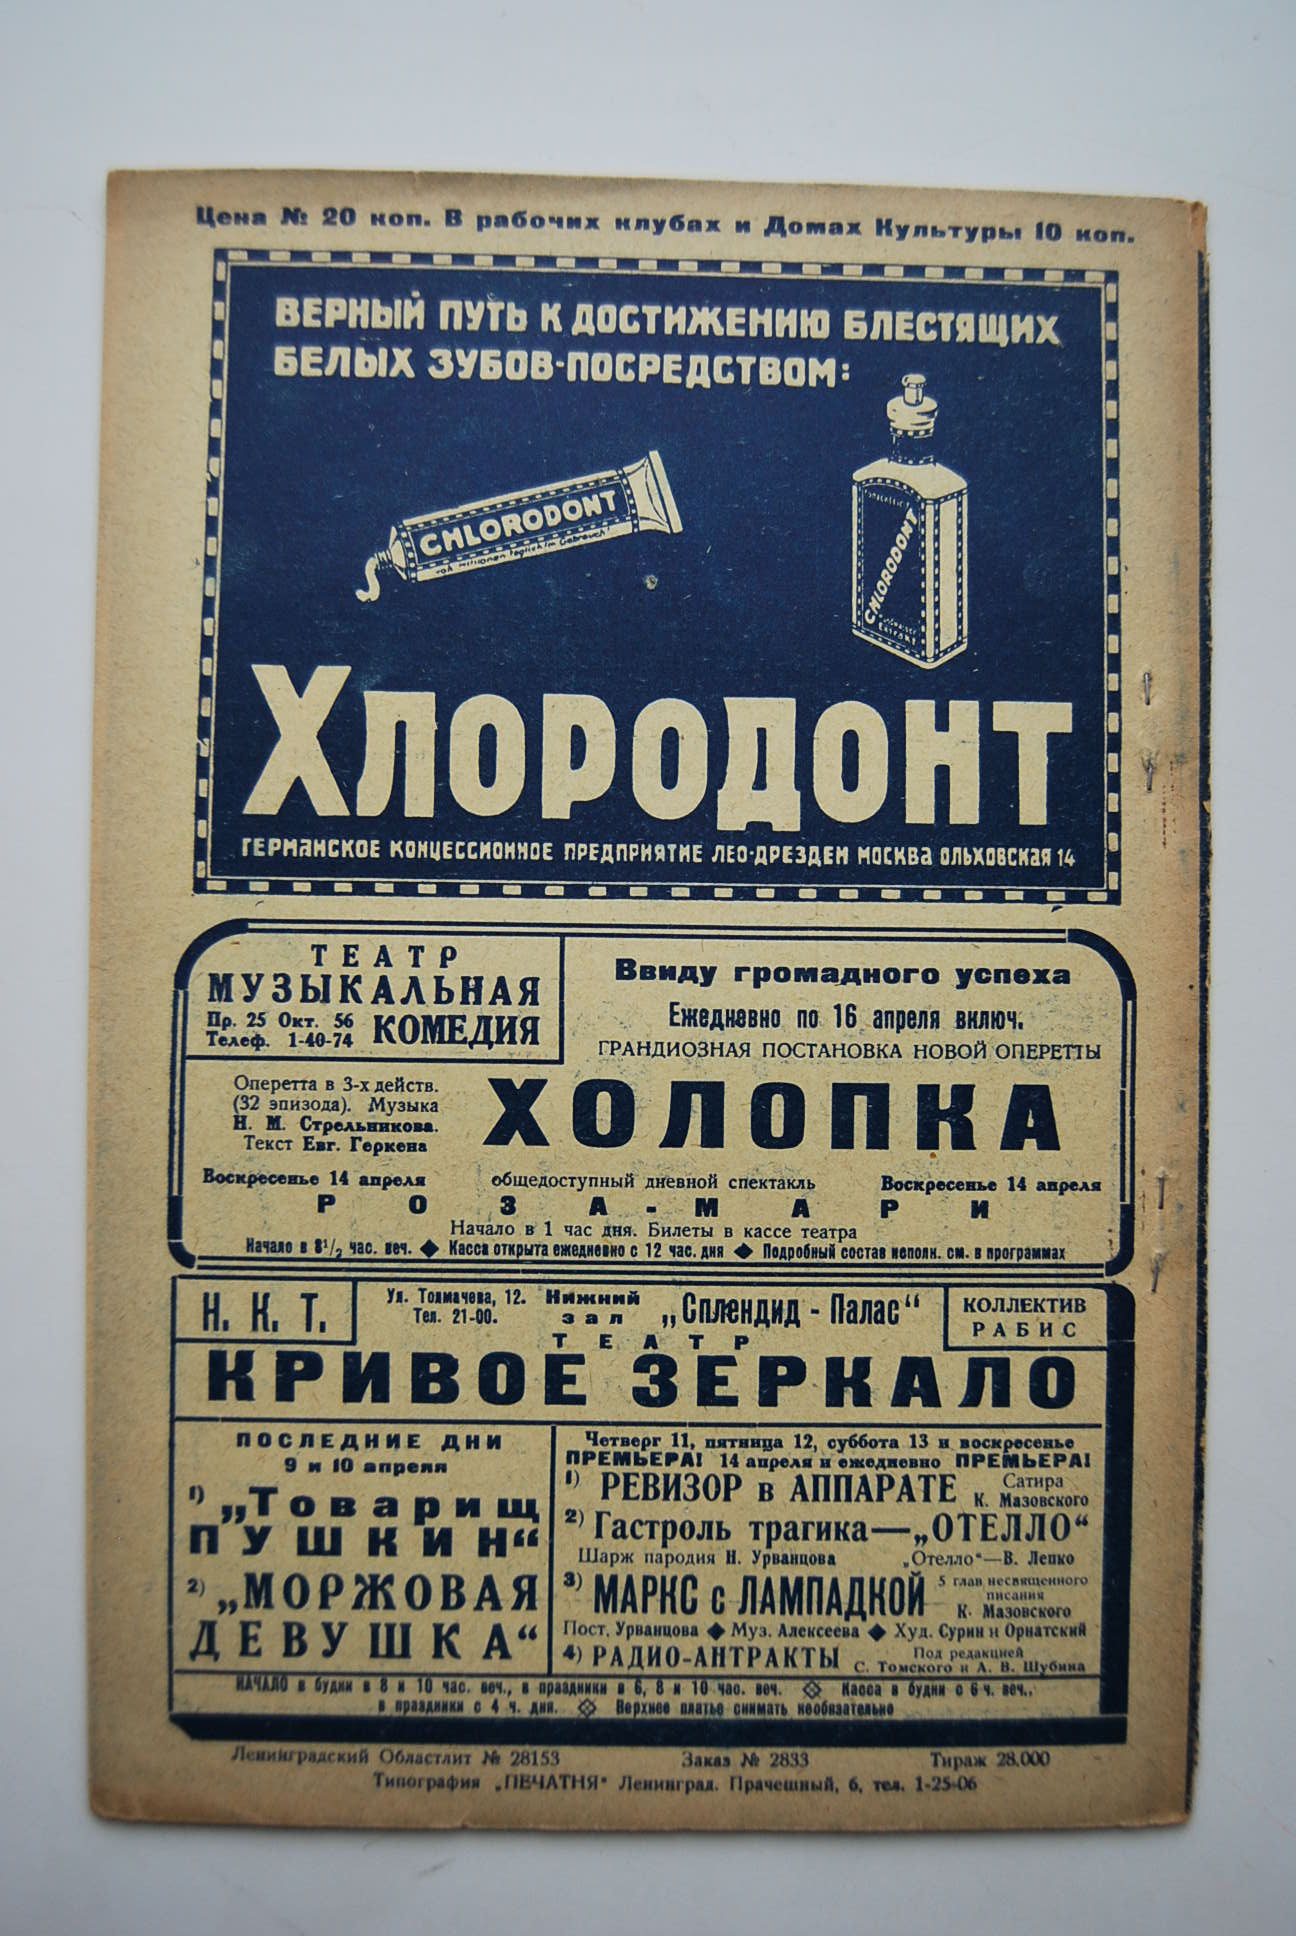 Цена № 20 коп. В рабочих клубах и Домах Культуры 10 коп.
ВЕРНЫЙ ПУТЬ К ДОСТИЖЕНИЮ БЛЕСТЯЩИХ
БЕЛЫХ ЗУБОВ-ПОСРЕДСТВОМ:
CHLORODONT
CHLORODONT
Extrakt
ХЛОРОДОНТ
ГЕРМАНСКОЕ КОНЦЕССИОННОЕ ПРЕДПРИЯТИЕ ЛЕО-ДРЕЗДЕН МОСКВА ОЛЬХОВСКАЯ 14
ТЕАТР
МУЗЫКАЛЬНАЯ
Пр. 25 Окт. 56
Телеф. 1-40-74
КОМЕДИЯ
Ввиду громадного успеха
Ежедневно по 16 апреля включ.
ГРАНДИОЗНАЯ ПОСТАНОВКА НОВОЙ ОПЕРЕТТЫ
Оперетта в 3-х действ.
(32 эпизода). Музыка
Н. М. Стрельникова.
Текст Евг. Геркена
ХОЛОПКА
Воскресенье 14 апреля общедоступный дневной спектакль Воскресенье 14 апреля
РОЗА-МАРИ
Начало в 1 час дня. Билеты в кассе театра
Начало в 8½ час. веч. ◆ Касса открыта ежедневно с 12 час. дня ◆ Подробный состав исполн. см. в программах
Н. К. Т.
Ул. Толмачева, 12.
Тел. 21-00.
Нижний
зал
„Сплендид - Палас“
КОЛЛЕКТИВ
РАБИС
ТЕАТР
КРИВОЕ ЗЕРКАЛО
ПОСЛЕДНИЕ ДНИ
9 и 10 апреля
1) „Товарищ
ПУШКИН“
2) „МОРЖОВАЯ
ДЕВУШКА“
Четверг 11, пятница 12, суббота 13 и воскресенье
ПРЕМЬЕРА! 14 апреля и ежедневно ПРЕМЬЕРА!
1) РЕВИЗОР в АППАРАТЕ Сатира
К. Мазовского
2) Гастроль трагика—„ОТЕЛЛО“
Шарж пародия Н. Урванцова „Отелло“—В. Лепко
3) МАРКС с ЛАМПАДКОЙ 5 глав несвященного
писания
К. Мазовского
Пост. Урванцова ◆ Муз. Алексеева ◆ Худ. Сурин и Орнатский
4) РАДИО-АНТРАКТЫ Под редакцией
С. Томского и А. В. Шубина
НАЧАЛО в будни в 8 и 10 час. веч., в праздники в 6, 8 и 10 час. веч. Касса в будни с 6 ч. веч.,
в праздники с 4 ч. дня. Верхнее платье снимать необязательно
Ленинградский Областлит № 28153 Заказ № 2833 Тираж 28.000
Типография „ПЕЧАТНЯ“ Ленинград. Прачешный, 6, тел. 1-25-06